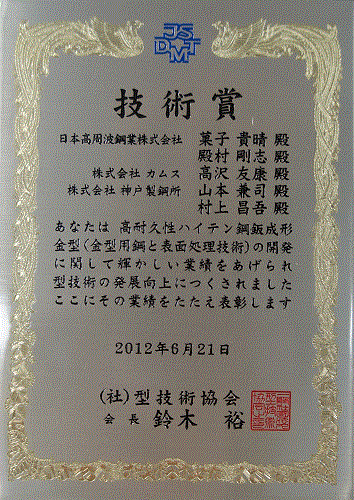 JS
DMT
技術賞
日本高周波鋼業株式会社 菓子 貴晴 殿
殿村 剛志 殿
株式会社 カムス 高沢 友康 殿
株式会社 神戸製鋼所 山本 兼司 殿
村上 昌吾 殿
あなたは 高耐久性ハイテン鋼鈑成形
金型(金型用鋼と表面処理技術)の開発
に関して輝かしい業績をあげられ
型技術の発展向上につくされました
ここにその業績をたたえ表彰します
2012年6月21日
(社)型技術協会
会長 鈴木 裕